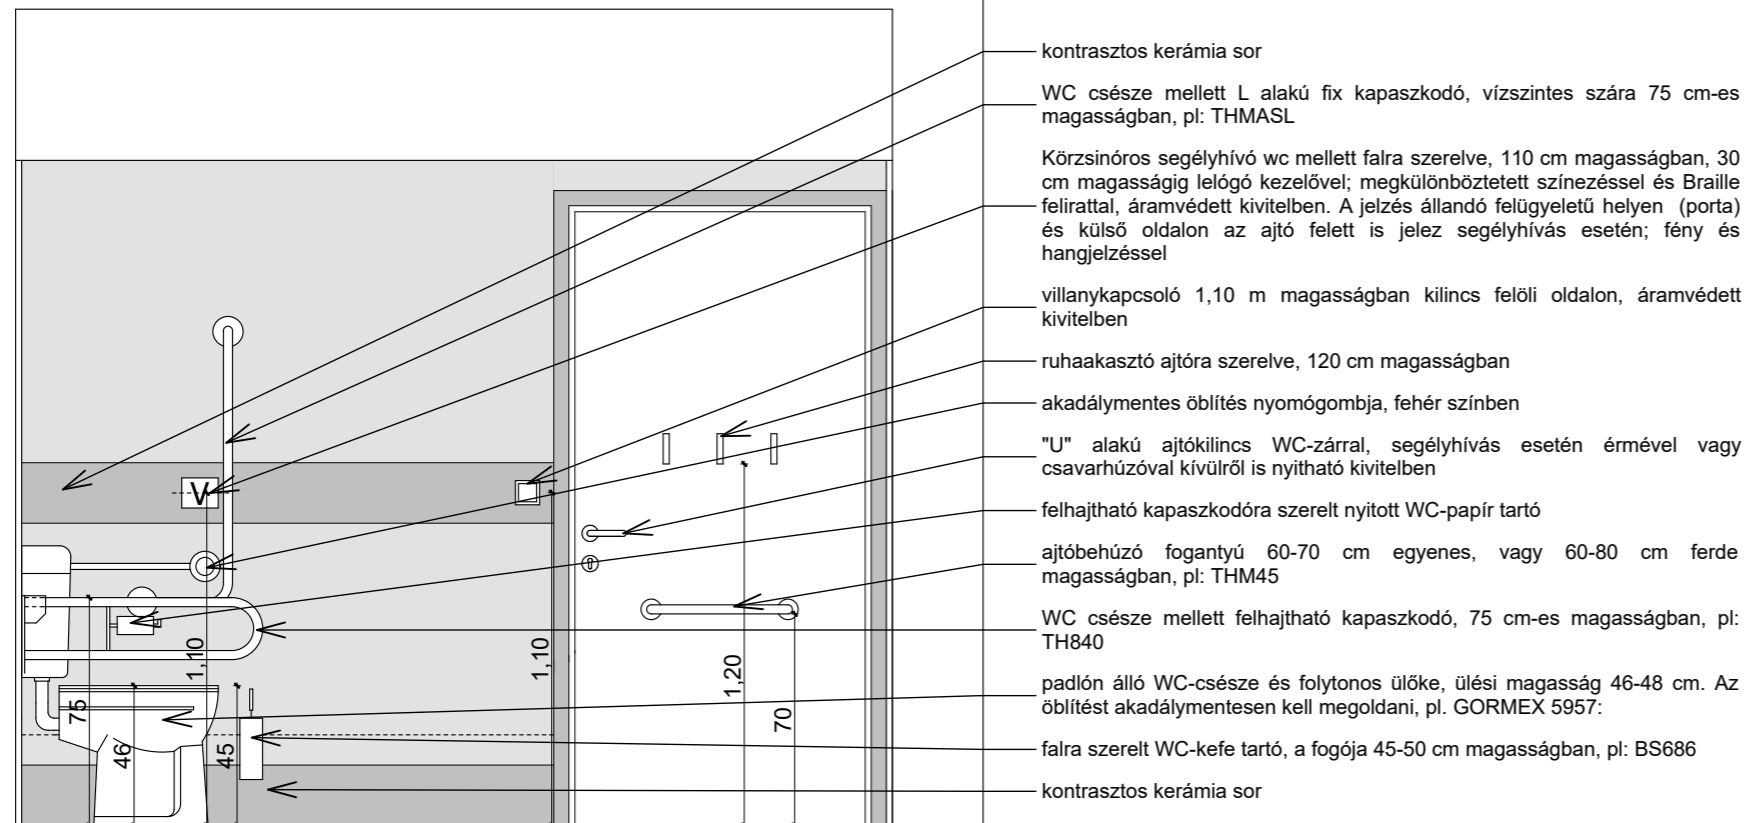 kontrasztos kerámia sor
WC csésze mellett L alakú fix kapaszkodó, vízszintes szára 75 cm-es
magasságban, pl: THMASL
Körzsinóros segélyhívó wc mellett falra szerelve, 110 cm magasságban, 30
cm magasságig lelógó kezelővel; megkülönböztetett színezéssel és Braille
felirattal, áramvédett kivitelben. A jelzés állandó felügyeletű helyen (porta)
és külső oldalon az ajtó felett is jelez segélyhívás esetén; fény és
hangjelzéssel
villanykapcsoló 1,10 m magasságban kilincs felöli oldalon, áramvédett
kivitelben
ruhaakasztó ajtóra szerelve, 120 cm magasságban
akadálymentes öblítés nyomógombja, fehér színben
"U" alakú ajtókilincs WC-zárral, segélyhívás esetén érmével vagy
csavarhúzóval kívülről is nyitható kivitelben
felhajtható kapaszkodóra szerelt nyitott WC-papír tartó
ajtóbehúzó fogantyú 60-70 cm egyenes, vagy 60-80 cm ferde
magasságban, pl: THM45
WC csésze mellett felhajtható kapaszkodó, 75 cm-es magasságban, pl:
TH840
padlón álló WC-csésze és folytonos ülőke, ülési magasság 46-48 cm. Az
öblítést akadálymentesen kell megoldani, pl. GORMEX 5957:
falra szerelt WC-kefe tartó, a fogója 45-50 cm magasságban, pl: BS686
kontrasztos kerámia sor
V
75
46
1,10
45
1,10
1,20
70